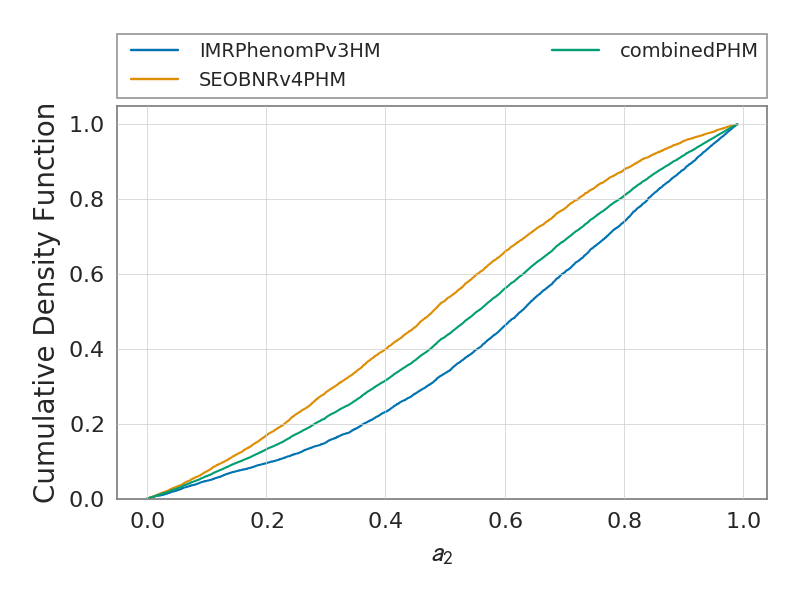 IMRPhenomPv3HM
SEOBNRv4PHM
combinedPHM
Cumulative Density Function
1.0
0.8
0.6
0.4
0.2
0.0
0.0 0.2 0.4 0.6 0.8 1.0
a₂